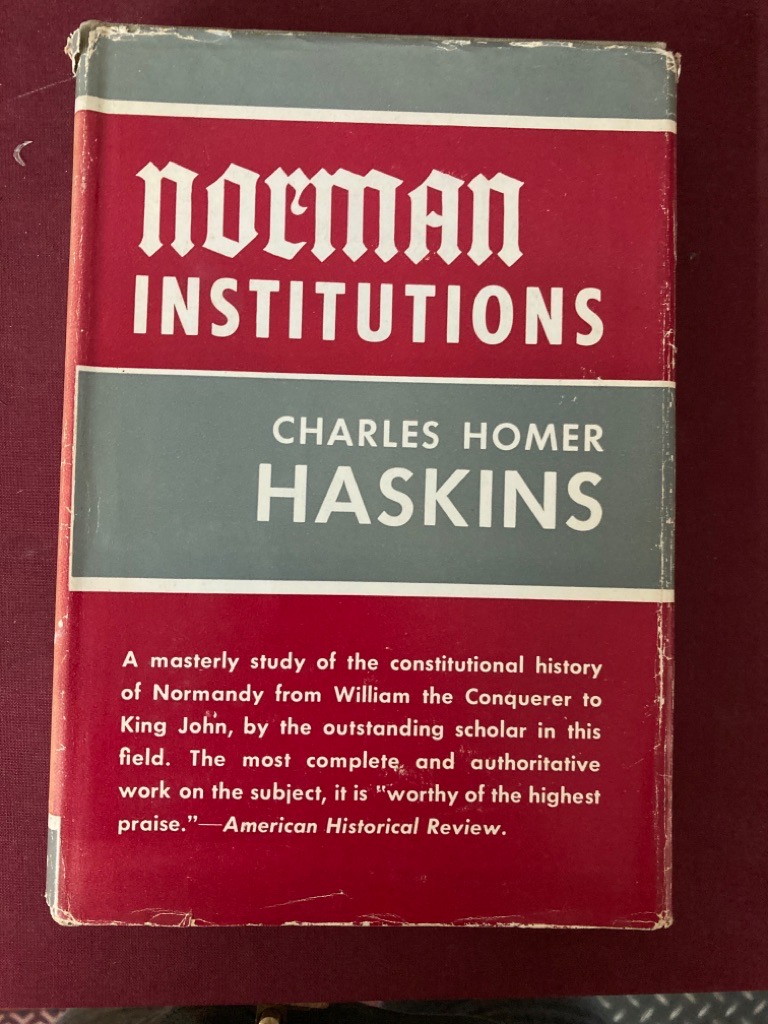 NORMAN
INSTITUTIONS
CHARLES HOMER
HASKINS
A masterly study of the constitutional history
of Normandy from William the Conquerer to
King John, by the outstanding scholar in this
field. The most complete and authoritative
work on the subject, it is "worthy of the highest
praise."—American Historical Review.